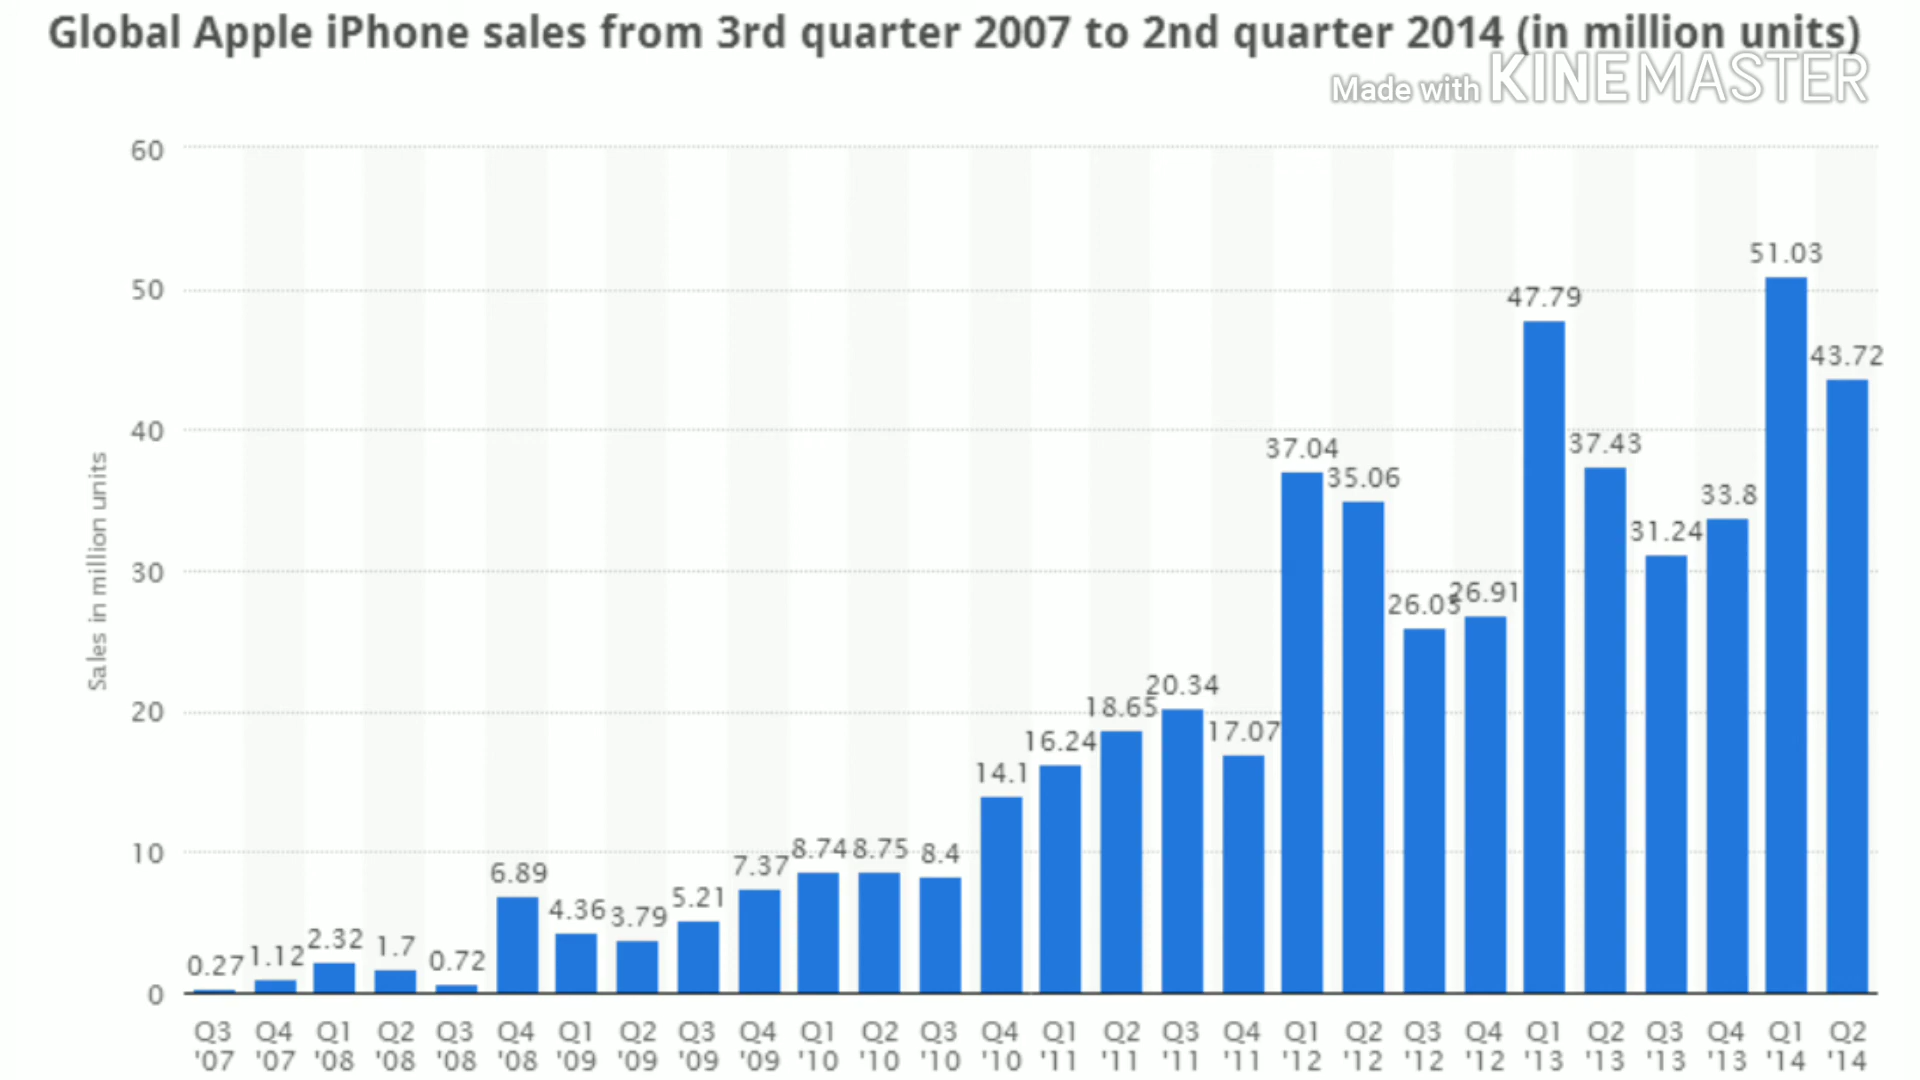 Global Apple iPhone sales from 3rd quarter 2007 to 2nd quarter 2014 (in million units)
Made with KINEMASTER
Sales in million units
60
50
40
30
20
10
0
0.27 1.12 2.32 1.7 0.72 6.89 4.36 3.79 5.21 7.37 8.74 8.75 8.4 14.1 16.24 18.65 20.34 17.07 37.04 35.06 26.03 26.91 47.79 37.43 31.24 33.8 51.03 43.72
Q3 Q4 Q1 Q2 Q3 Q4 Q1 Q2 Q3 Q4 Q1 Q2 Q3 Q4 Q1 Q2 Q3 Q4 Q1 Q2 Q3 Q4 Q1 Q2 Q3 Q4 Q1 Q2
'07 '07 '08 '08 '08 '08 '09 '09 '09 '09 '10 '10 '10 '10 '11 '11 '11 '11 '12 '12 '12 '12 '13 '13 '13 '13 '14 '14